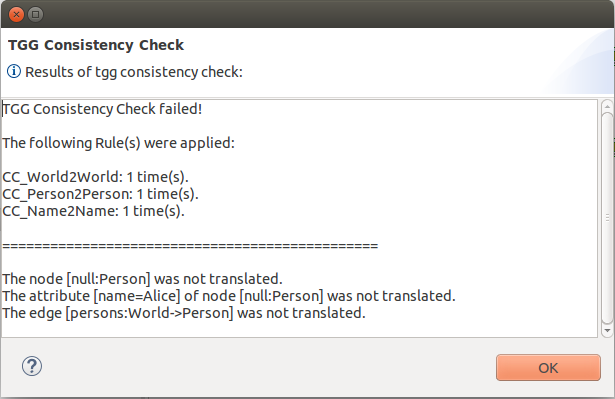 TGG Consistency Check
Results of tgg consistency check:
TGG Consistency Check failed!
The following Rule(s) were applied:
CC_World2World: 1 time(s).
CC_Person2Person: 1 time(s).
CC_Name2Name: 1 time(s).
===============================================
The node [null:Person] was not translated.
The attribute [name=Alice] of node [null:Person] was not translated.
The edge [persons:World->Person] was not translated.
?
OK